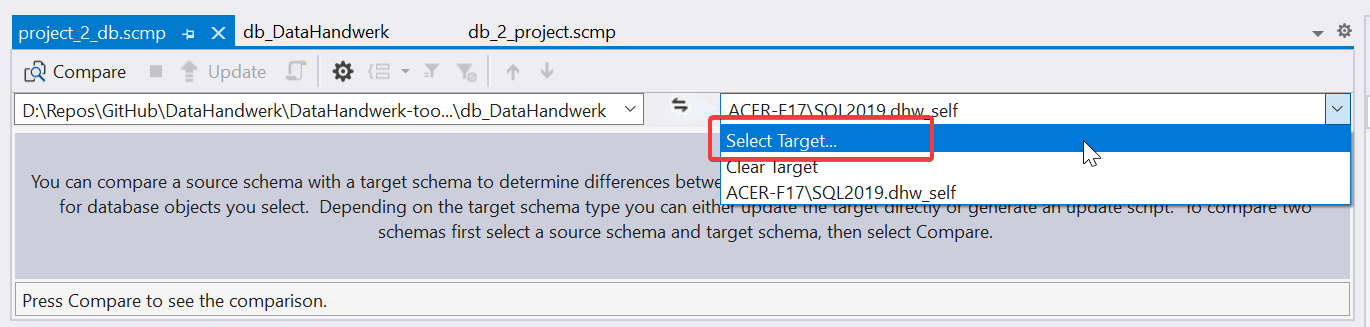 project_2_db.scmp db_DataHandwerk db_2_project.scmp
Compare Update
D:\Repos\GitHub\DataHandwerk\DataHandwerk-too...\db_DataHandwerk ACER-F17\SQL2019.dhw_self
Select Target...
Clear Target
ACER-F17\SQL2019.dhw_self
You can compare a source schema with a target schema to determine differences betwe
for database objects you select. Depending on the target schema type you can either update the target directly or generate an update script. To compare two
schemas first select a source schema and target schema, then select Compare.
Press Compare to see the comparison.